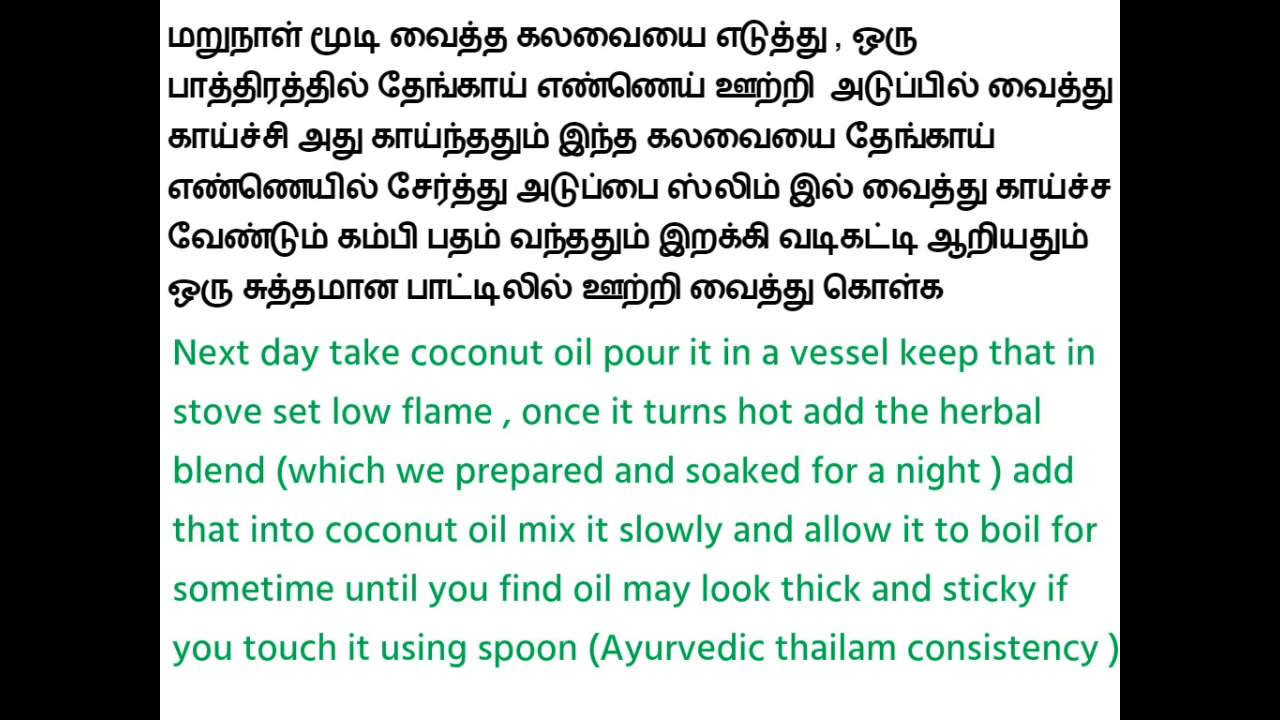 மறுநாள் மூடி வைத்த கலவையை எடுத்து , ஒரு
பாத்திரத்தில் தேங்காய் எண்ணெய் ஊற்றி அடுப்பில் வைத்து
காய்ச்சி அது காய்ந்ததும் இந்த கலவையை தேங்காய்
எண்ணெயில் சேர்த்து அடுப்பை ஸ்லிம் இல் வைத்து காய்ச்ச
வேண்டும் கம்பி பதம் வந்ததும் இறக்கி வடிகட்டி ஆறியதும்
ஒரு சுத்தமான பாட்டிலில் ஊற்றி வைத்து கொள்க
Next day take coconut oil pour it in a vessel keep that in
stove set low flame , once it turns hot add the herbal
blend (which we prepared and soaked for a night ) add
that into coconut oil mix it slowly and allow it to boil for
sometime until you find oil may look thick and sticky if
you touch it using spoon (Ayurvedic thailam consistency )